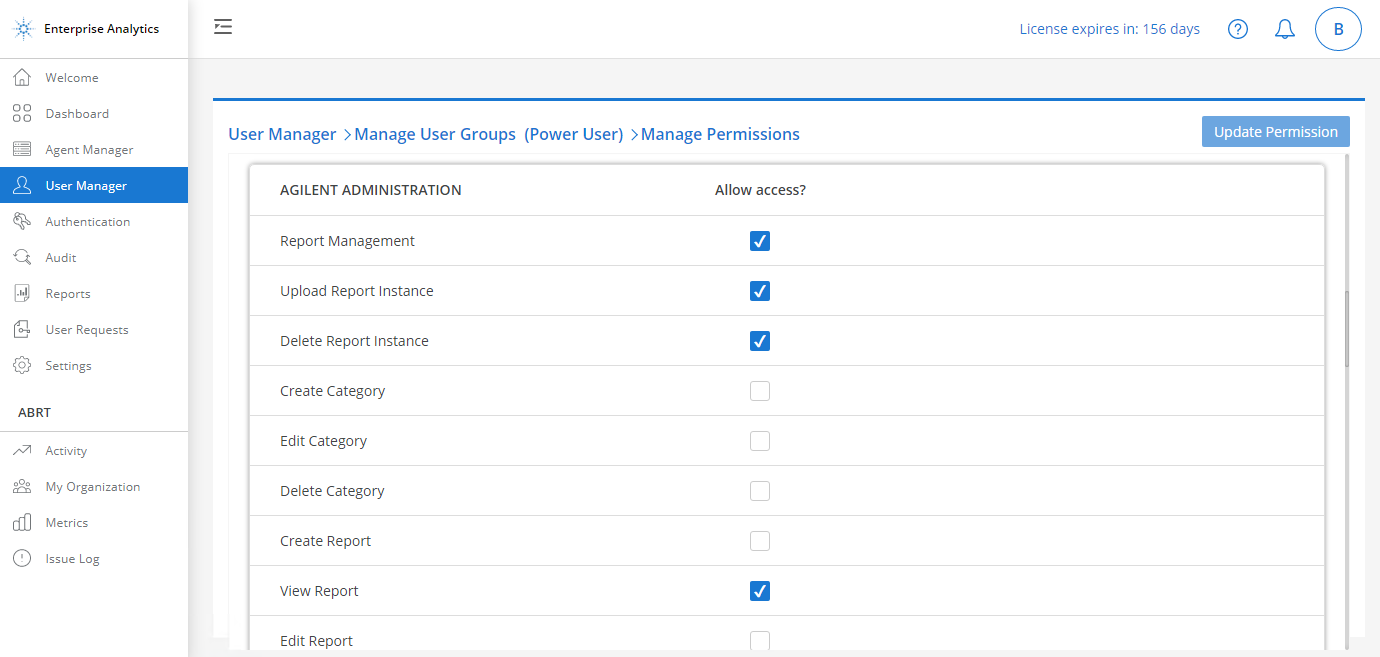 Enterprise Analytics
License expires in: 156 days
B
Welcome
Dashboard
Agent Manager
User Manager
Authentication
Audit
Reports
User Requests
Settings
ABRT
Activity
My Organization
Metrics
Issue Log
User Manager > Manage User Groups (Power User) > Manage Permissions
Update Permission
AGILENT ADMINISTRATION Allow access?
Report Management
Upload Report Instance
Delete Report Instance
Create Category
Edit Category
Delete Category
Create Report
View Report
Edit Report